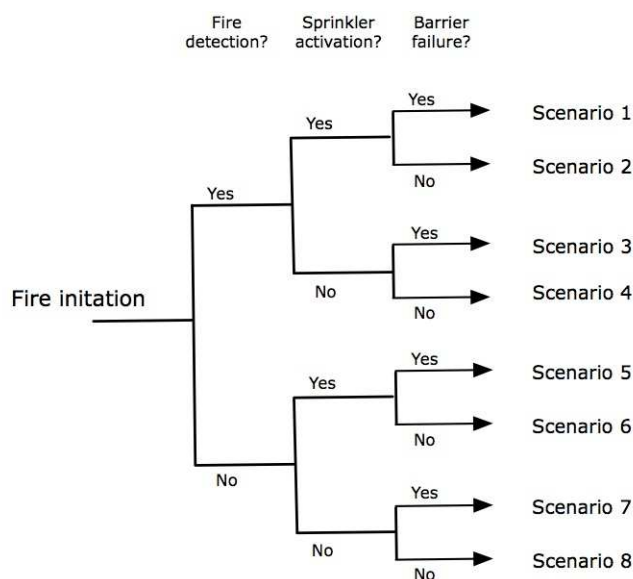 Fire
detection?
Sprinkler
activation?
Barrier
failure?
Yes
Scenario 1
Yes
No
Scenario 2
Yes
Yes
Scenario 3
No
No
Scenario 4
Fire initation
Yes
Scenario 5
Yes
No
Scenario 6
No
Yes
Scenario 7
No
No
Scenario 8